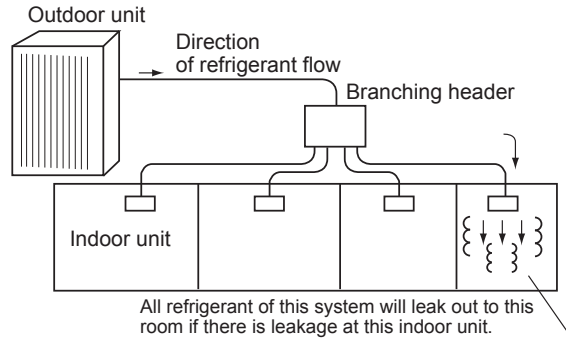 Outdoor unit
Direction
of refrigerant flow
Branching header
Indoor unit
All refrigerant of this system will leak out to this
room if there is leakage at this indoor unit.